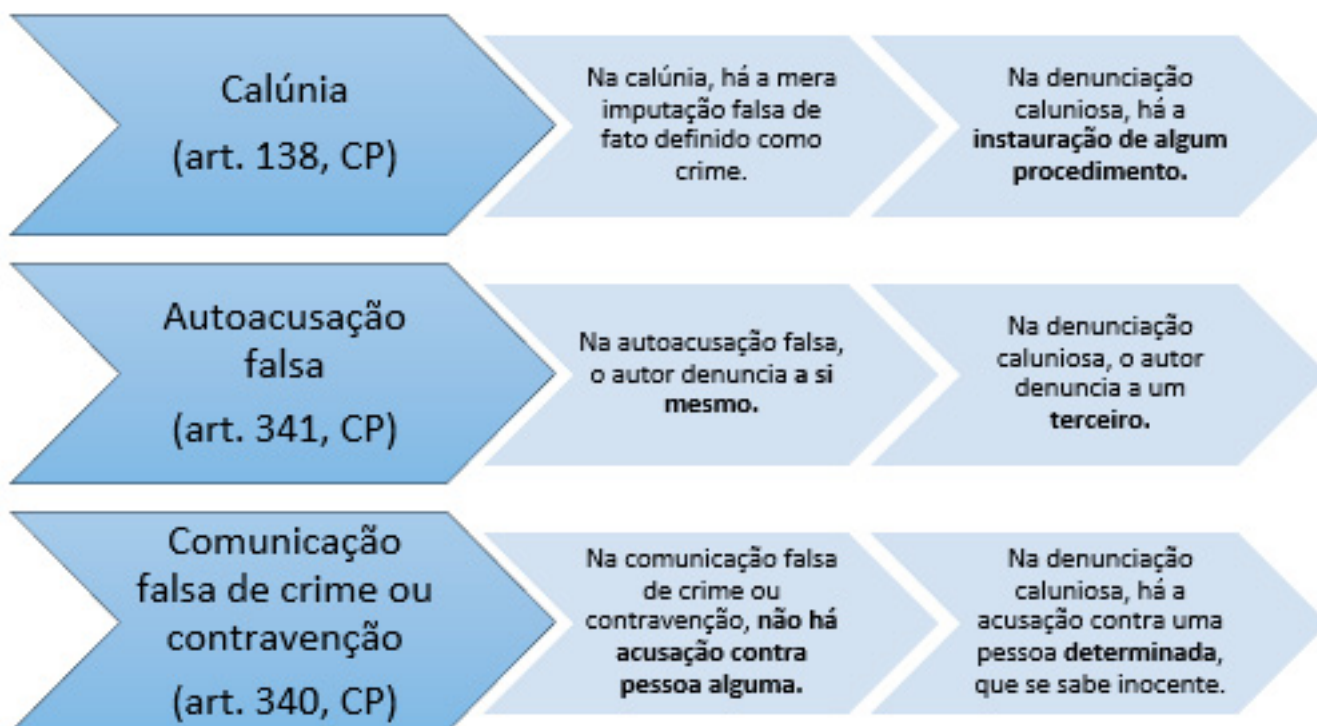 Calúnia
(art. 138, CP)
Na calúnia, há a mera
imputação falsa de
fato definido como
crime.
Na denunciação
caluniosa, há a
instauração de algum
procedimento.
Autoacusação
falsa
(art. 341, CP)
Na autoacusação falsa,
o autor denuncia a si
mesmo.
Na denunciação
caluniosa, o autor
denuncia a um
terceiro.
Comunicação
falsa de crime ou
contravenção
(art. 340, CP)
Na comunicação falsa
de crime ou
contravenção, não há
acusação contra
pessoa alguma.
Na denunciação
caluniosa, há a
acusação contra uma
pessoa determinada,
que se sabe inocente.